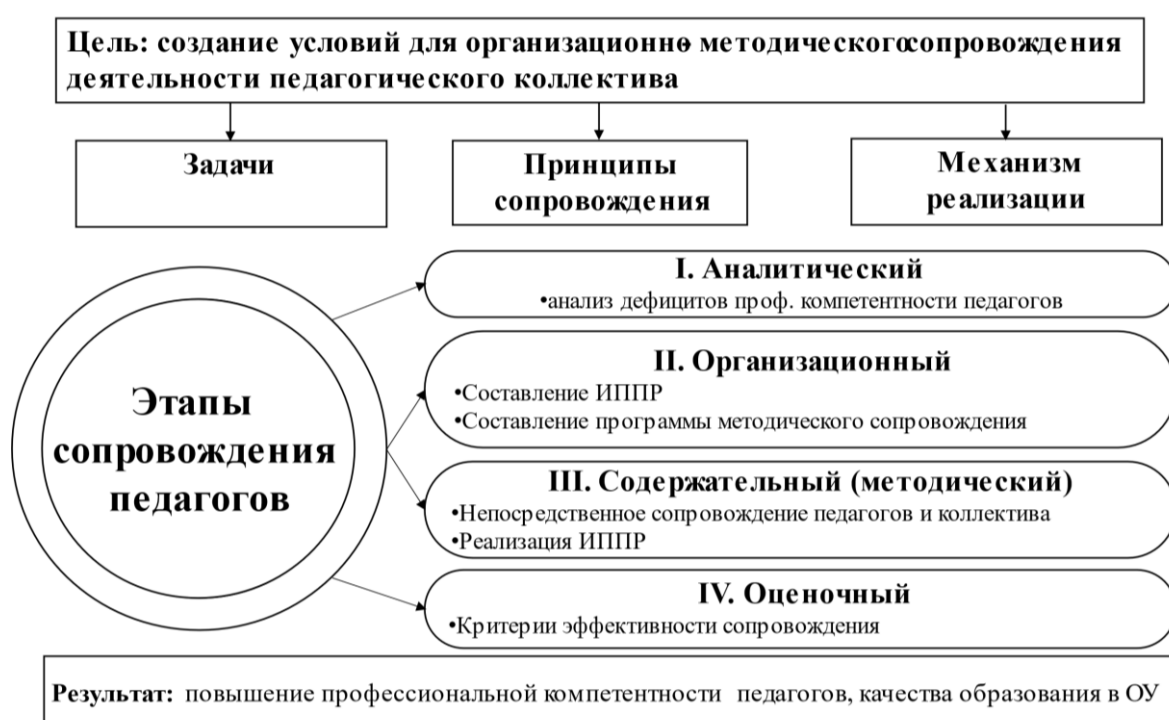 Цель: создание условий для организационно- методическогосопровождения
деятельности педагогического коллектива
Задачи
Принципы
сопровождения
Механизм
реализации
Этапы
сопровождения
педагогов
I. Аналитический
•анализ дефицитов проф. компетентности педагогов
II. Организационный
•Составление ИППР
•Составление программы методического сопровождения
III. Содержательный (методический)
•Непосредственное сопровождение педагогов и коллектива
•Реализация ИППР
IV. Оценочный
•Критерии эффективности сопровождения
Результат: повышение профессиональной компетентности педагогов, качества образования в ОУ